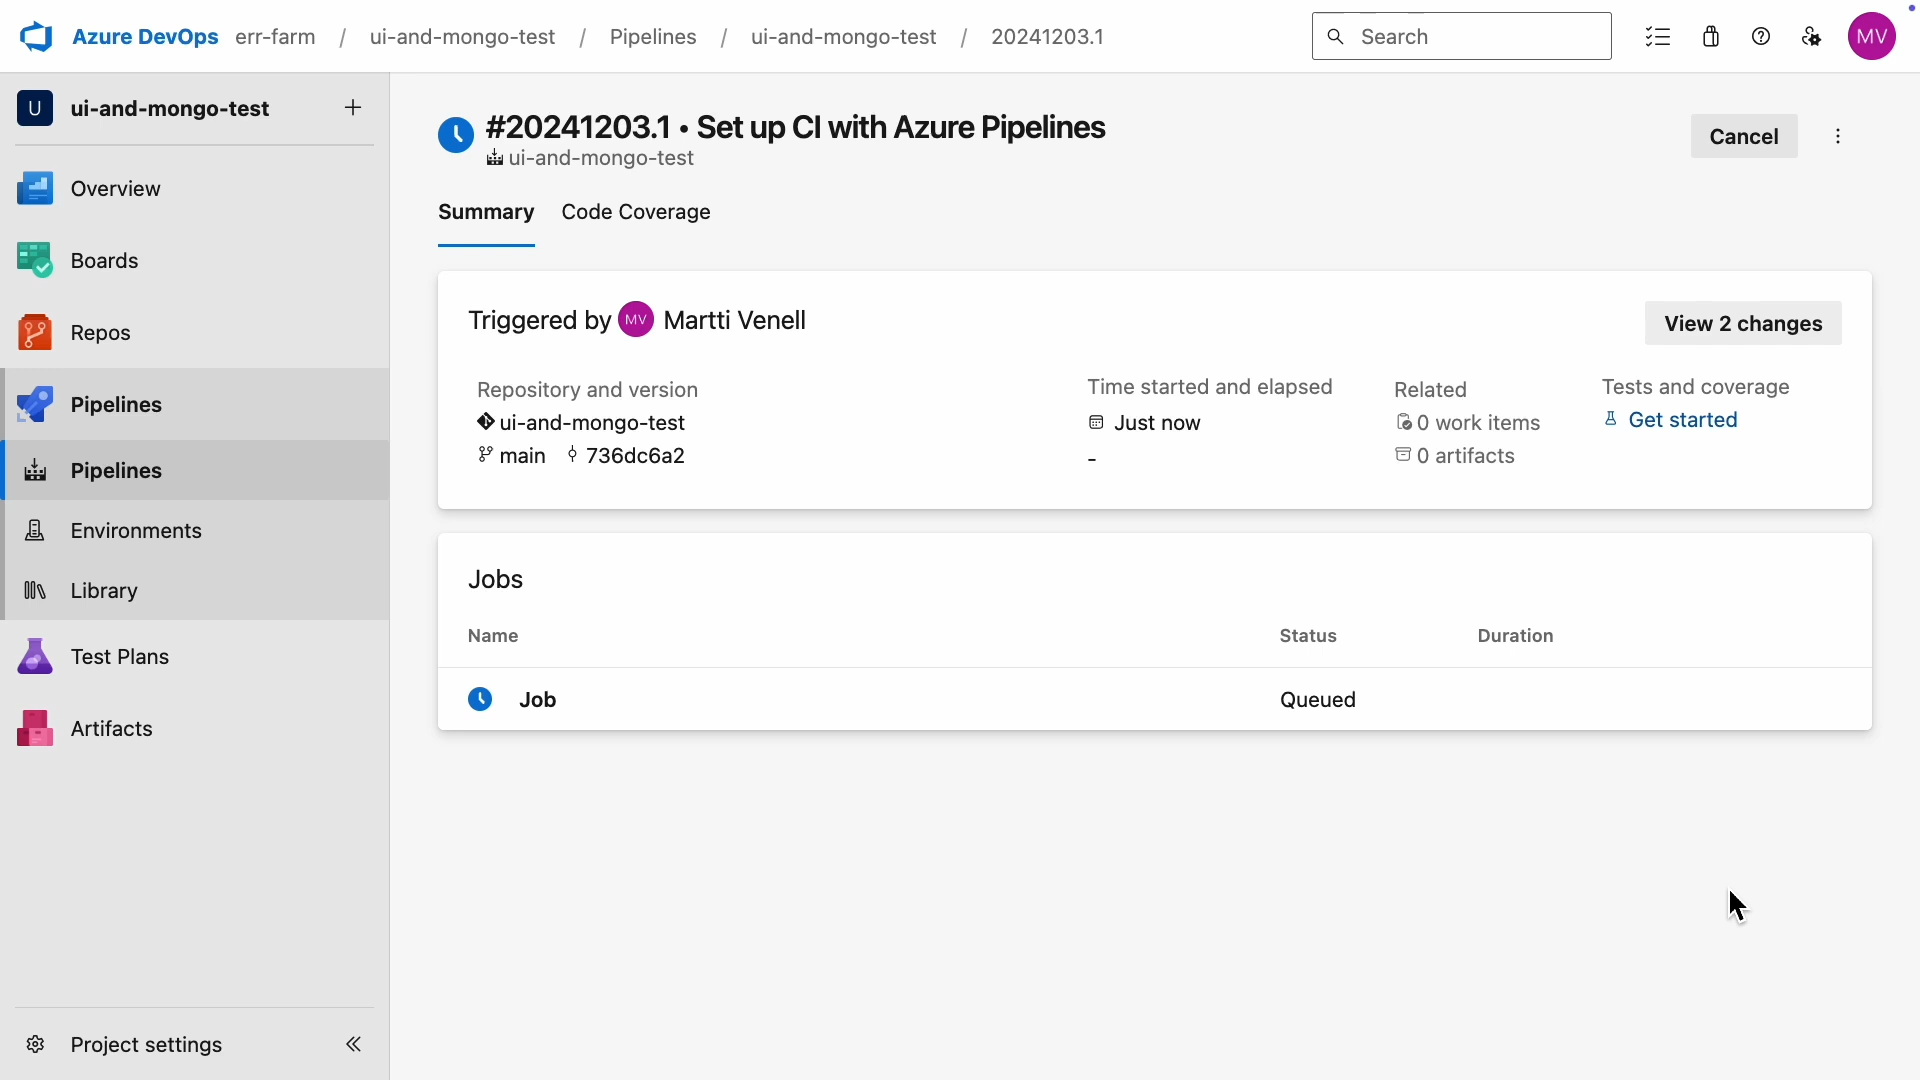 Azure DevOps err-farm / ui-and-mongo-test / Pipelines / ui-and-mongo-test / 20241203.1
Search
MV
U ui-and-mongo-test +
Overview
Boards
Repos
Pipelines
Pipelines
Environments
Library
Test Plans
Artifacts
Project settings
#20241203.1 • Set up CI with Azure Pipelines
ui-and-mongo-test
Cancel
Summary Code Coverage
Triggered by MV Martti Venell
View 2 changes
Repository and version
ui-and-mongo-test
main 736dc6a2
Time started and elapsed
Just now
-
Related
0 work items
0 artifacts
Tests and coverage
Get started
Jobs
Name Status Duration
Job Queued